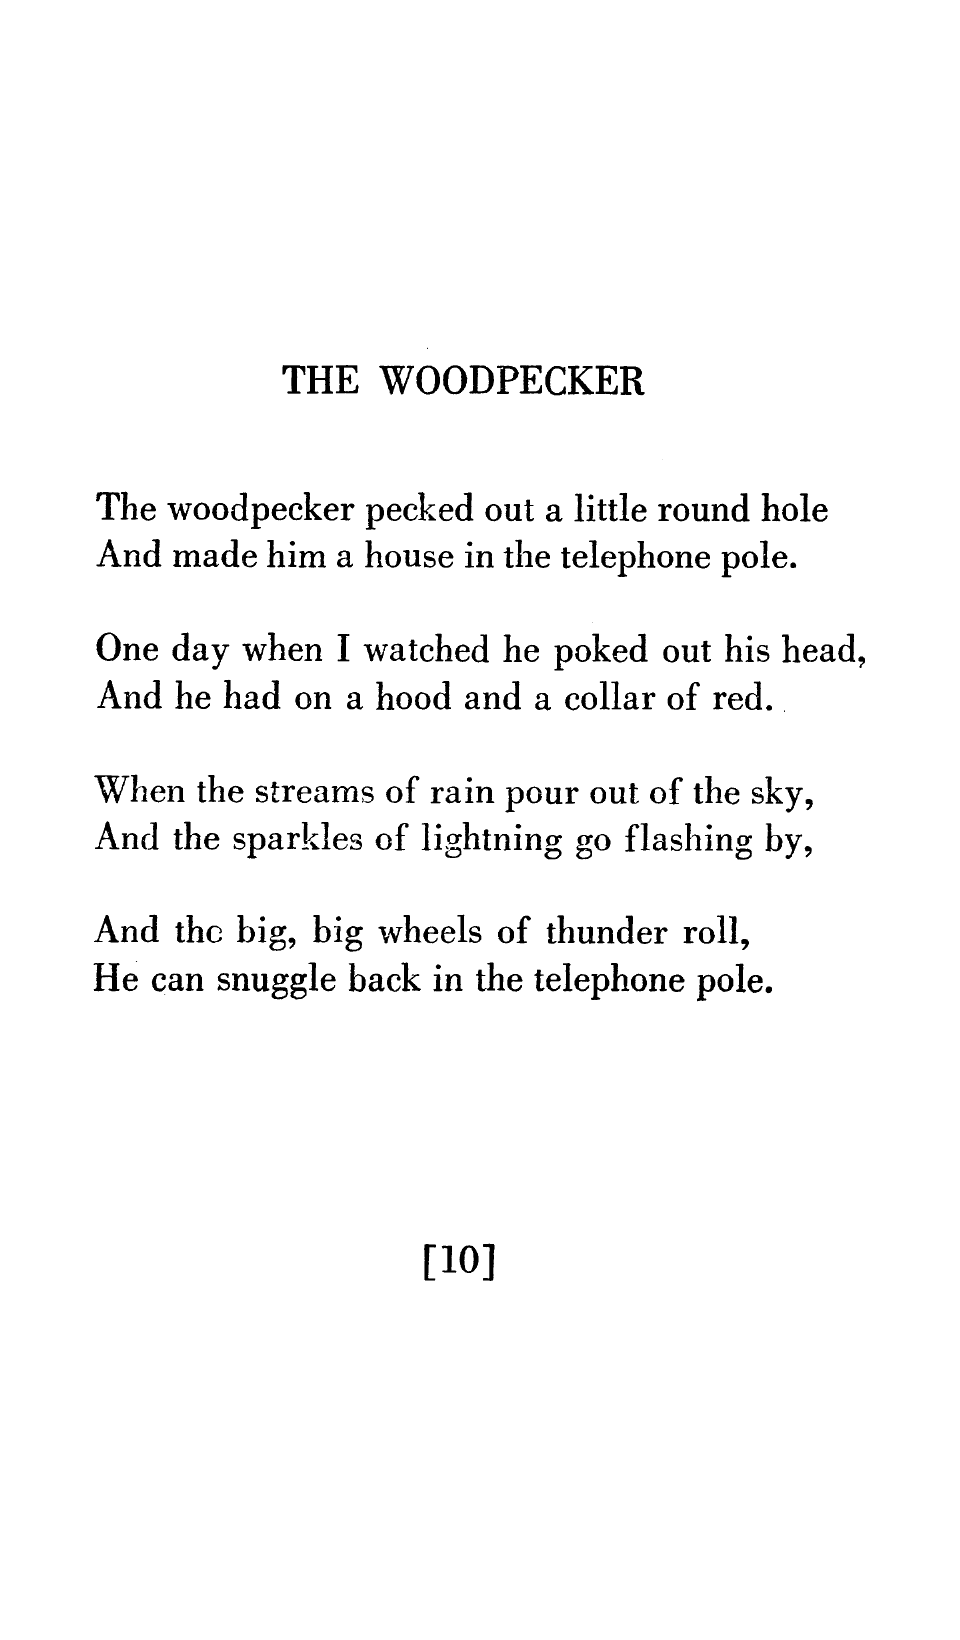 THE WOODPECKER
The woodpecker pecked out a little round hole
And made him a house in the telephone pole.
One day when I watched he poked out his head,
And he had on a hood and a collar of red.
When the streams of rain pour out of the sky,
And the sparkles of lightning go flashing by,
And the big, big wheels of thunder roll,
He can snuggle back in the telephone pole.
[10]